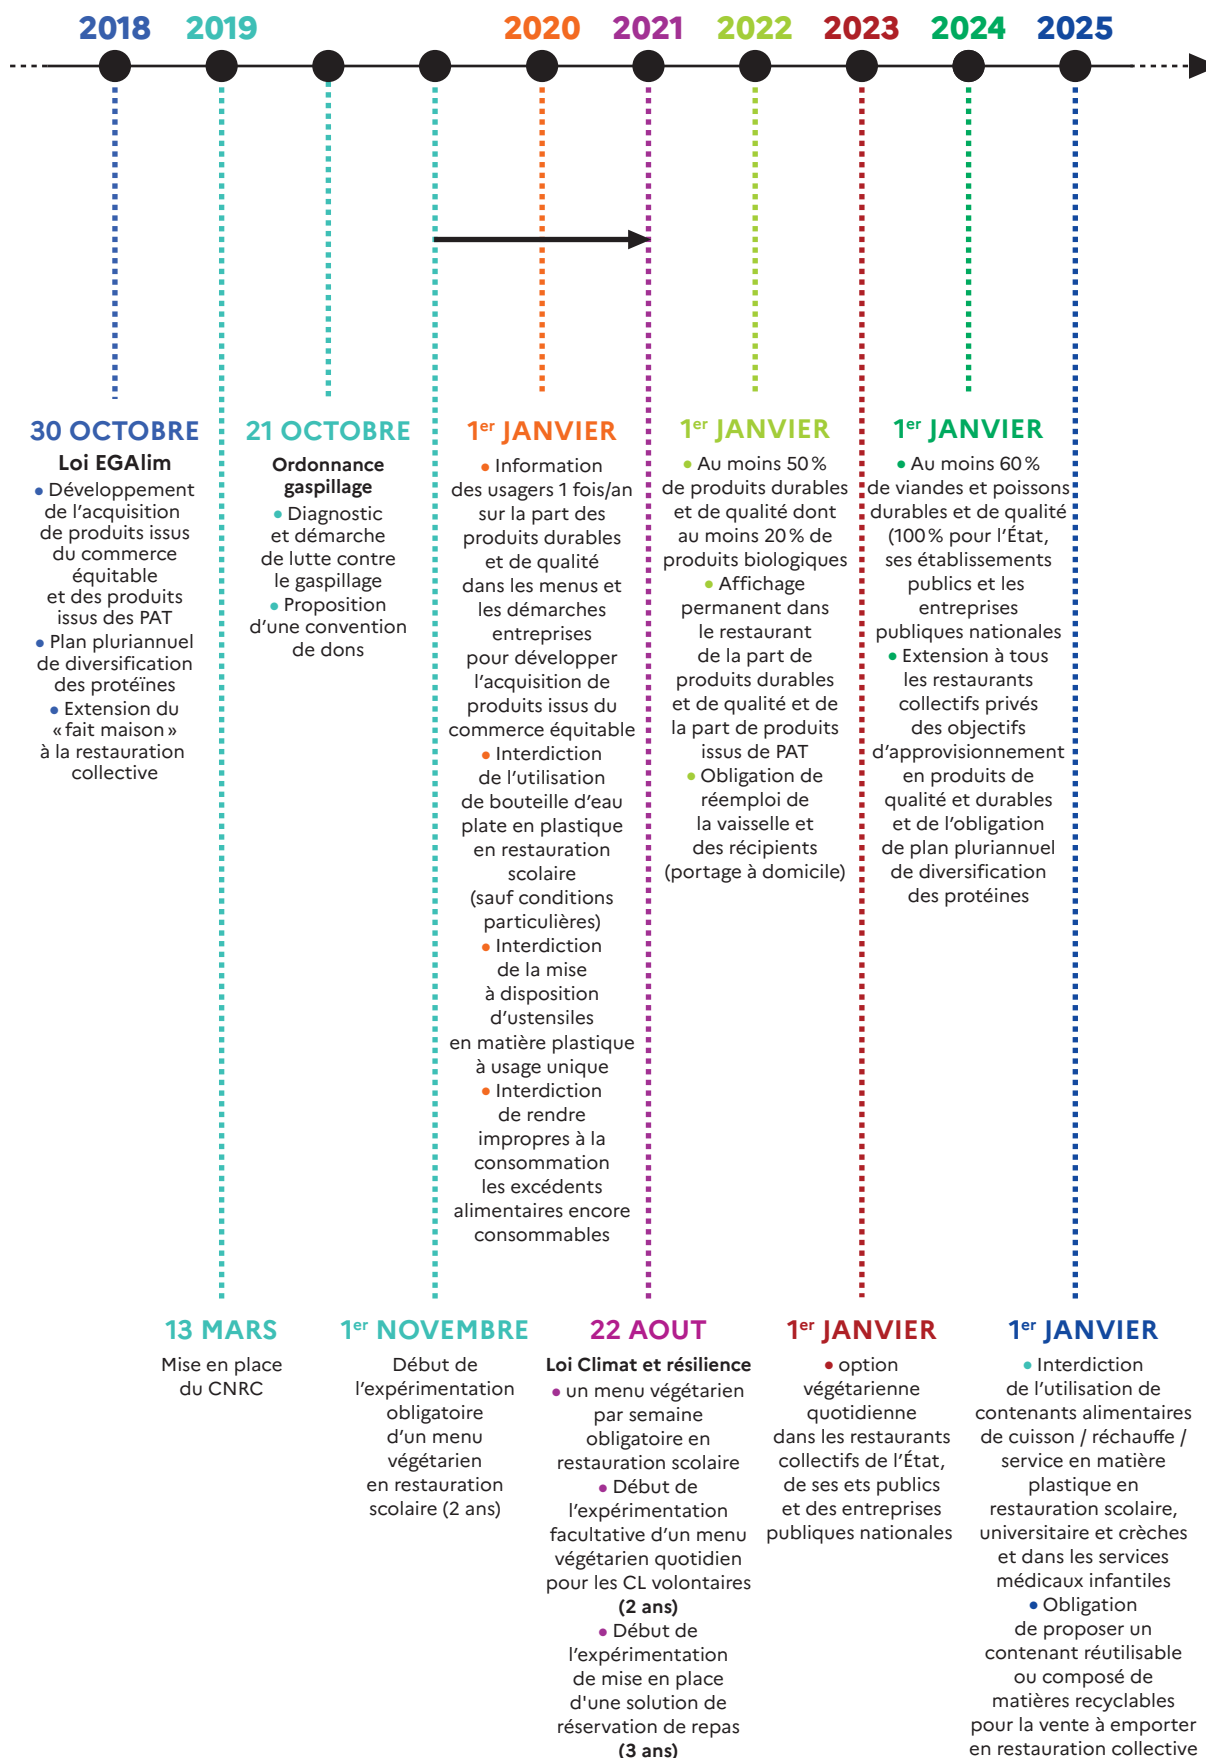 2018
2019
2020
2021
2022
2023
2024
2025
30 OCTOBRE
Loi EGAlim
• Développement
de l'acquisition
de produits issus
du commerce
équitable
et des produits
issus des PAT
• Plan pluriannuel
de diversification
des protéïnes
• Extension du
« fait maison »
à la restauration
collective
21 OCTOBRE
Ordonnance
gaspillage
• Diagnostic
et démarche
de lutte contre
le gaspillage
• Proposition
d'une convention
de dons
1er JANVIER
• Information
des usagers 1 fois/an
sur la part des
produits durables
et de qualité
dans les menus et
les démarches
entreprises
pour développer
l'acquisition de
produits issus du
commerce équitable
• Interdiction
de l'utilisation
de bouteille d'eau
plate en plastique
en restauration
scolaire
(sauf conditions
particulières)
• Interdiction
de la mise
à disposition
d'ustensiles
en matière plastique
à usage unique
• Interdiction
de rendre
impropres à la
consommation
les excédents
alimentaires encore
consommables
1er JANVIER
• Au moins 50 %
de produits durables
et de qualité dont
au moins 20 % de
produits biologiques
• Affichage
permanent dans
le restaurant
de la part de
produits durables
et de qualité et de
la part de produits
issus de PAT
• Obligation de
réemploi de
la vaisselle et
des récipients
(portage à domicile)
1er JANVIER
• Au moins 60 %
de viandes et poissons
durables et de qualité
(100 % pour l'État,
ses établissements
publics et les
entreprises
publiques nationales
• Extension à tous
les restaurants
collectifs privés
des objectifs
d'approvisionnement
en produits de
qualité et durables
et de l'obligation
de plan pluriannuel
de diversification
des protéines
13 MARS
Mise en place
du CNRC
1er NOVEMBRE
Début de
l'expérimentation
obligatoire
d'un menu
végétarien
en restauration
scolaire (2 ans)
22 AOUT
Loi Climat et résilience
• un menu végétarien
par semaine
obligatoire en
restauration scolaire
• Début de
l'expérimentation
facultative d'un menu
végétarien quotidien
pour les CL volontaires
(2 ans)
• Début de
l'expérimentation
de mise en place
d'une solution de
réservation de repas
(3 ans)
1er JANVIER
• option
végétarienne
quotidienne
dans les restaurants
collectifs de l'État,
de ses ets publics
et des entreprises
publiques nationales
1er JANVIER
• Interdiction
de l'utilisation de
contenants alimentaires
de cuisson / réchauffe /
service en matière
plastique en
restauration scolaire,
universitaire et crèches
et dans les services
médicaux infantiles
• Obligation
de proposer un
contenant réutilisable
ou composé de
matières recyclables
pour la vente à emporter
en restauration collective